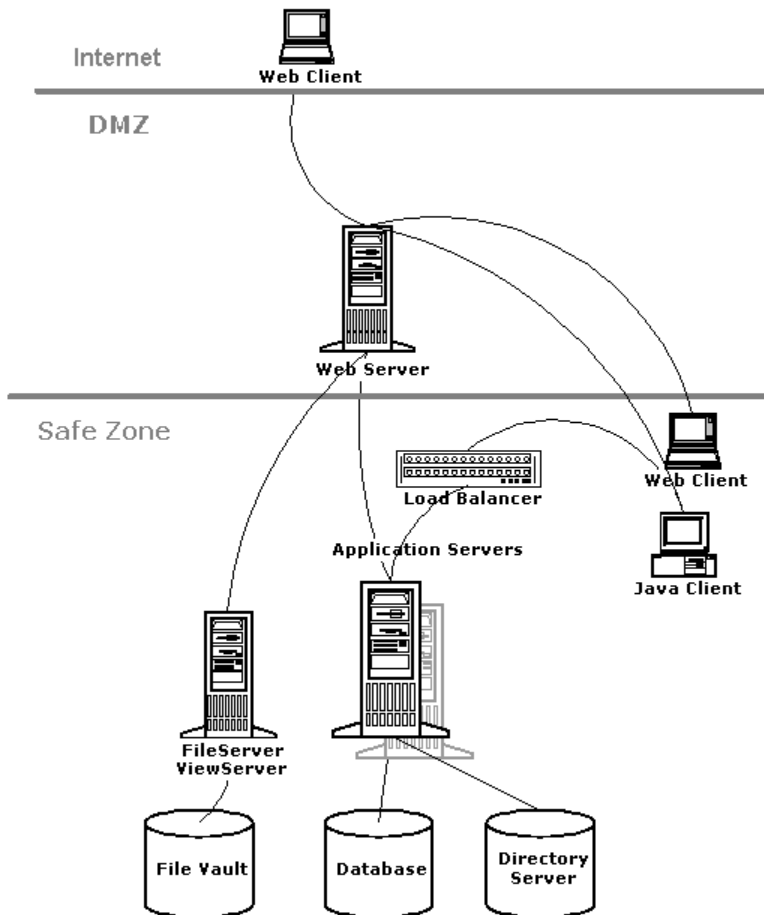 Internet
Web Client
DMZ
Web Server
Safe Zone
Load Balancer
Web Client
Application Servers
Java Client
FileServer
ViewServer
File Vault
Database
Directory
Server